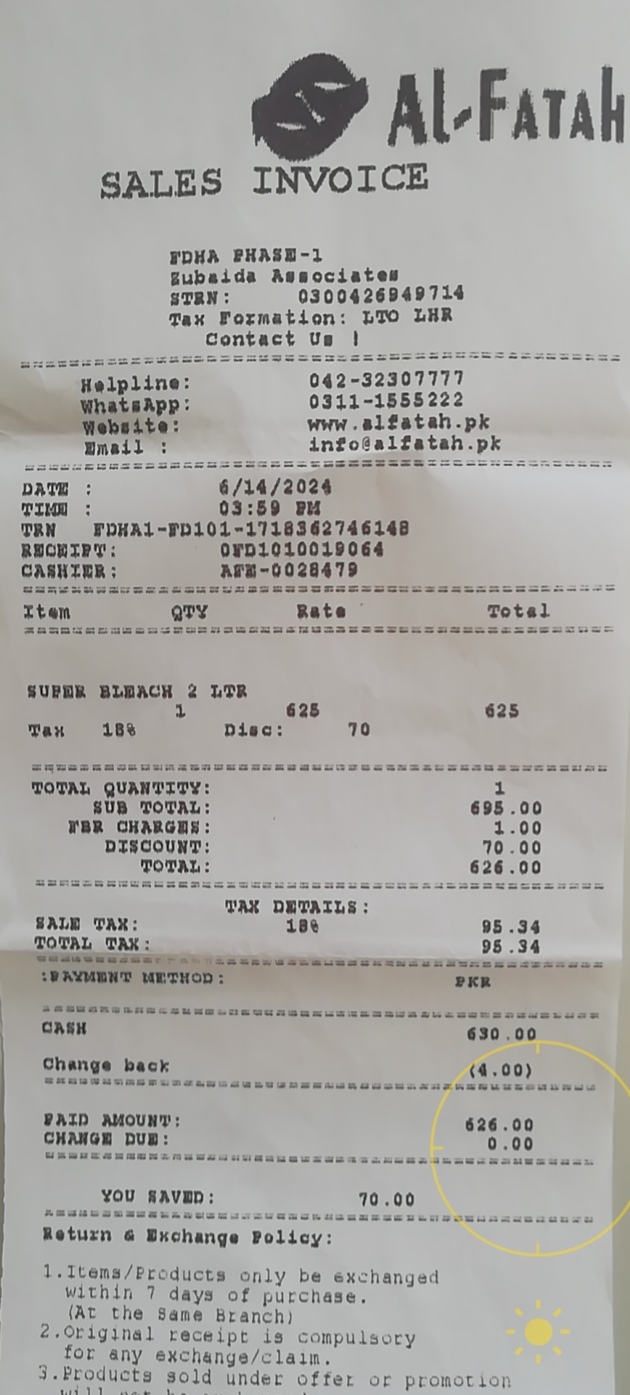 Al-Fatah
SALES INVOICE
FDHA PHASE-1
Zubaida Associates
STRN: 0300426949714
Tax Formation: LTO LHR
Contact Us !
Helpline: 042-32307777
WhatsApp: 0311-1555222
Website: www.alfatah.pk
Email : info@alfatah.pk
DATE : 6/14/2024
TIME : 03:59 PM
TRN FDHA1-FD101-1718362746148
RECEIPT: 0FD1010019064
CASHIER: AFE-0028479
Item QTY Rate Total
SUPER BLEACH 2 LTR
1 625 625
Tax 18% Disc: 70
TOTAL QUANTITY: 1
SUB TOTAL: 695.00
FBR CHARGES: 1.00
DISCOUNT: 70.00
TOTAL: 626.00
TAX DETAILS:
SALE TAX: 18% 95.34
TOTAL TAX: 95.34
:PAYMENT METHOD: PKR
CASH 630.00
Change back (4.00)
PAID AMOUNT: 626.00
CHANGE DUE: 0.00
YOU SAVED: 70.00
Return & Exchange Policy:
1.Items/Products only be exchanged
within 7 days of purchase.
(At the Same Branch)
2.Original receipt is compulsory
for any exchange/claim.
3.Products sold under offer or promotion